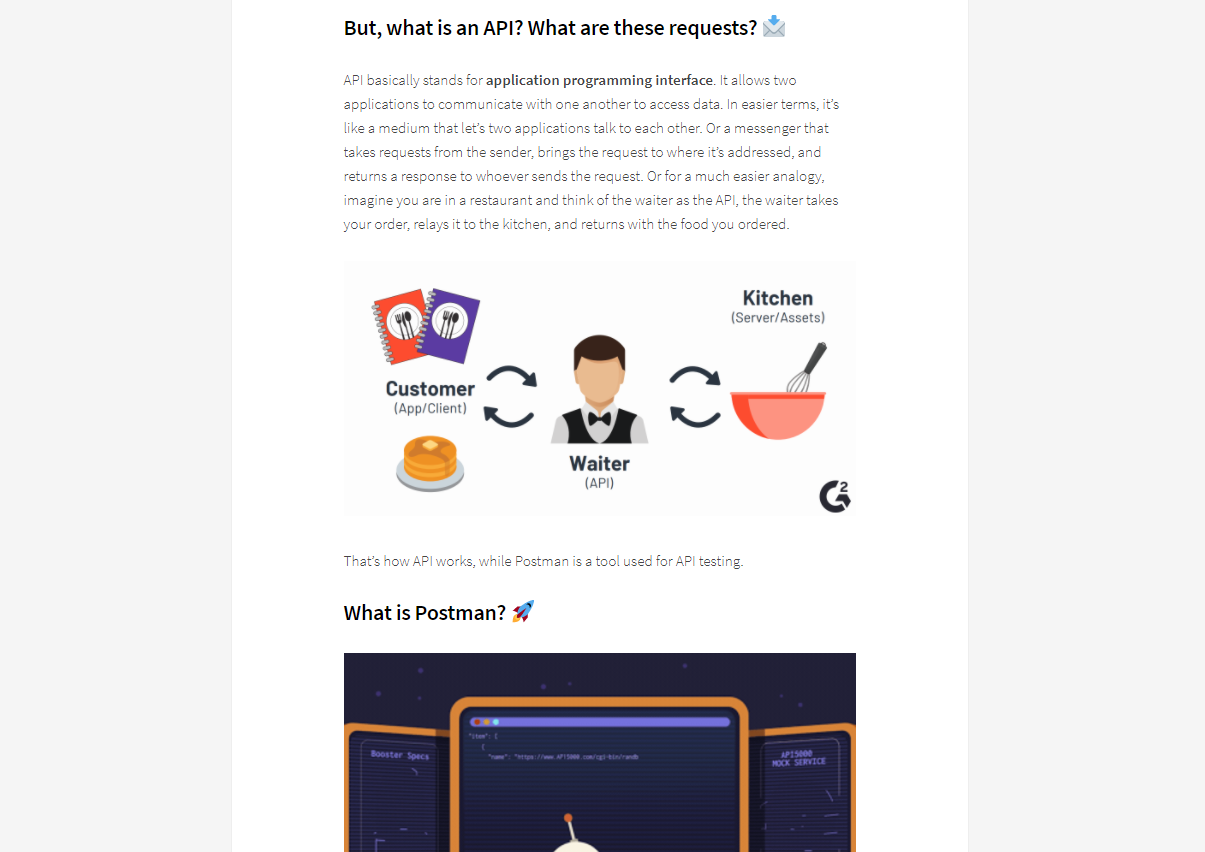 But, what is an API? What are these requests? 📩
API basically stands for application programming interface. It allows two
applications to communicate with one another to access data. In easier terms, it’s
like a medium that let’s two applications talk to each other. Or a messenger that
takes requests from the sender, brings the request to where it’s addressed, and
returns a response to whoever sends the request. Or for a much easier analogy,
imagine you are in a restaurant and think of the waiter as the API, the waiter takes
your order, relays it to the kitchen, and returns with the food you ordered.
Kitchen
(Server/Assets)
Customer
(App/Client)
Waiter
(API)
G2
That’s how API works, while Postman is a tool used for API testing.
What is Postman? 🚀
"item": [
{
"name": "https://www.API5000.com/cgi-bin/randb
Booster Specs
API5000
MOCK SERVICE